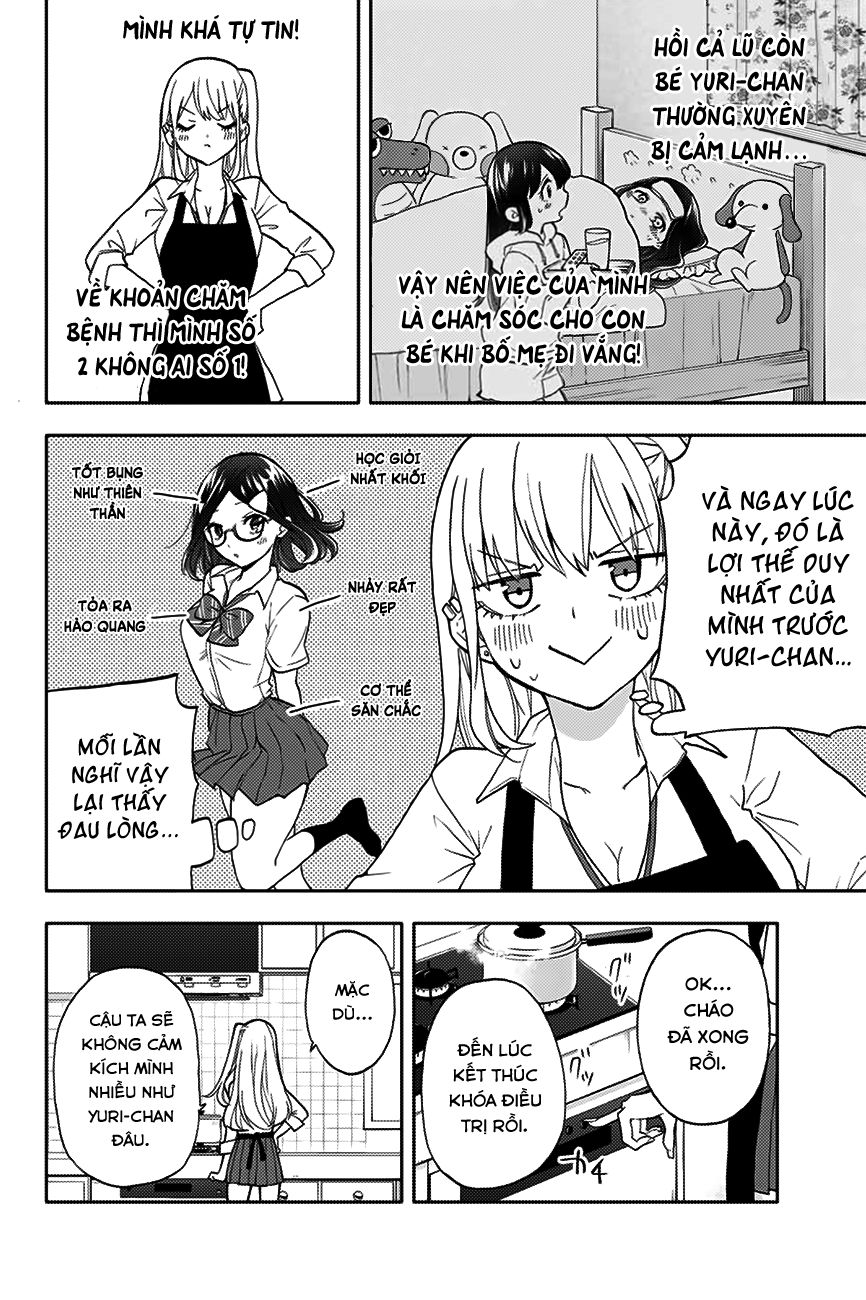 HỒI CẢ LŨ CÒN
BÉ YURI-CHAN
THƯỜNG XUYÊN
BỊ CẢM LẠNH...
VẬY NÊN VIỆC CỦA MÌNH
LÀ CHĂM SÓC CHO CON
BÉ KHI BỐ MẸ ĐI VẮNG!
MÌNH KHÁ TỰ TIN!
VỀ KHOẢN CHĂM
BỆNH THÌ MÌNH SỐ
2 KHÔNG AI SỐ 1!
VÀ NGAY LÚC
NÀY, ĐÓ LÀ
LỢI THẾ DUY
NHẤT CỦA
MÌNH TRƯỚC
YURI-CHAN...
HỌC GIỎI
NHẤT KHỐI
TỐT BỤNG
NHƯ THIÊN
THẦN
NHẢY RẤT
ĐẸP
TỎA RA
HÀO QUANG
CƠ THỂ
SĂN CHẮC
MỖI LẦN
NGHĨ VẬY
LẠI THẤY
ĐAU LÒNG...
OK...
CHÁO
ĐÃ XONG
RỒI.
ĐẾN LÚC
KẾT THÚC
KHÓA ĐIỀU
TRỊ RỒI.
カチ
MẶC
DÙ...
CẬU TA SẼ
KHÔNG CẢM
KÍCH MÌNH
NHIỀU NHƯ
YURI-CHAN
ĐÂU.